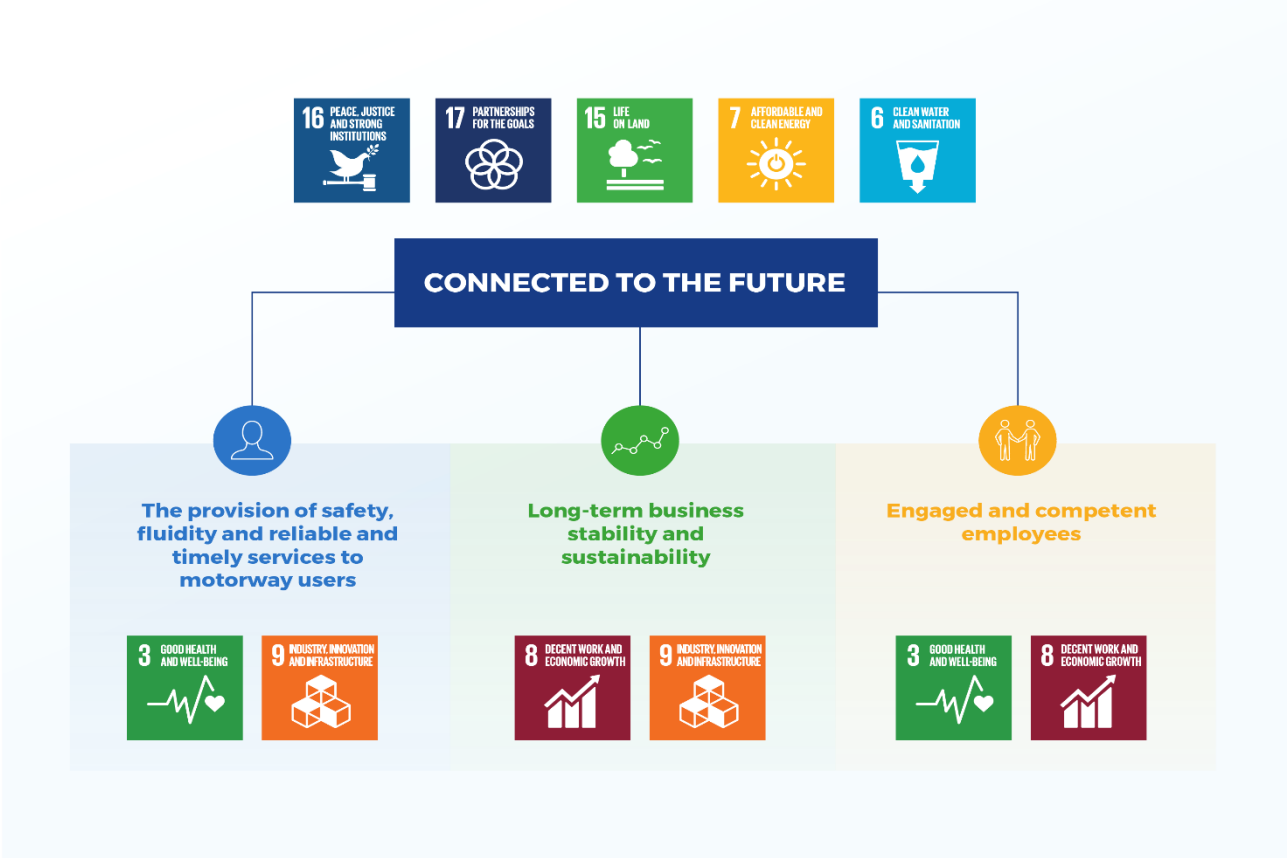 16 PEACE, JUSTICE
AND STRONG
INSTITUTIONS
17 PARTNERSHIPS
FOR THE GOALS
15 LIFE
ON LAND
7 AFFORDABLE AND
CLEAN ENERGY
6 CLEAN WATER
AND SANITATION
CONNECTED TO THE FUTURE
The provision of safety,
fluidity and reliable and
timely services to
motorway users
Long-term business
stability and
sustainability
Engaged and competent
employees
3 GOOD HEALTH
AND WELL-BEING
9 INDUSTRY, INNOVATION
AND INFRASTRUCTURE
8 DECENT WORK AND
ECONOMIC GROWTH
9 INDUSTRY, INNOVATION
AND INFRASTRUCTURE
3 GOOD HEALTH
AND WELL-BEING
8 DECENT WORK AND
ECONOMIC GROWTH